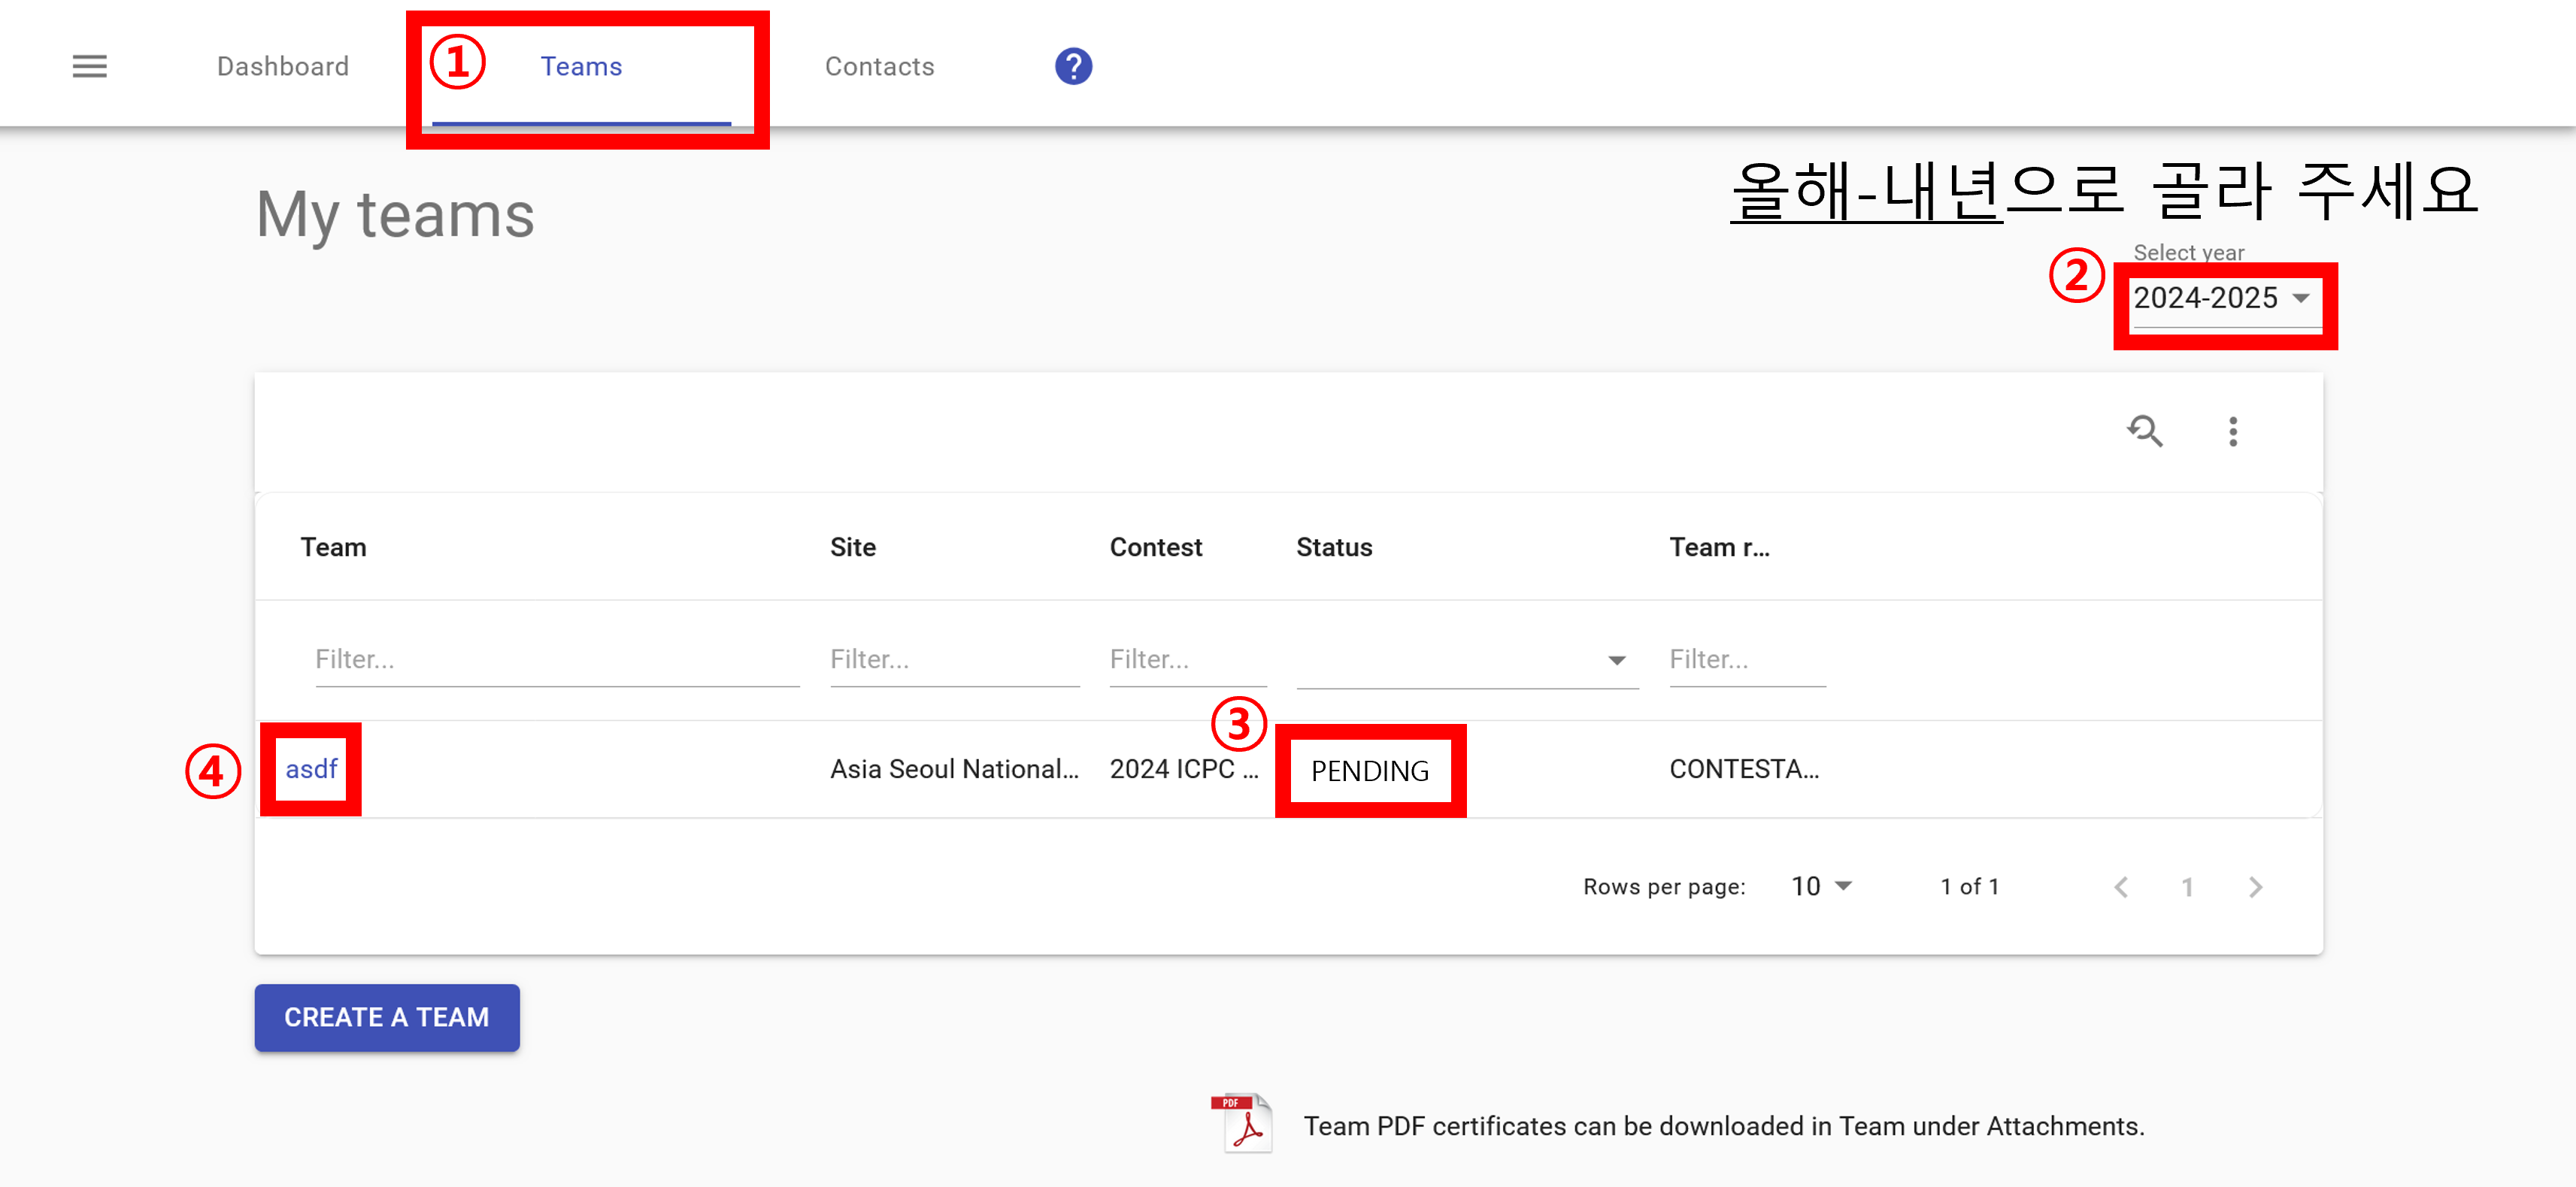 Dashboard ① Teams Contacts ?
올해-내년으로 골라 주세요
My teams
Select year
② 2024-2025
Team Site Contest Status Team r...
Filter... Filter... Filter... Filter...
③
④ asdf Asia Seoul National... 2024 ICPC ... PENDING CONTESTA...
Rows per page: 10 1 of 1 1
CREATE A TEAM
PDF
Team PDF certificates can be downloaded in Team under Attachments.